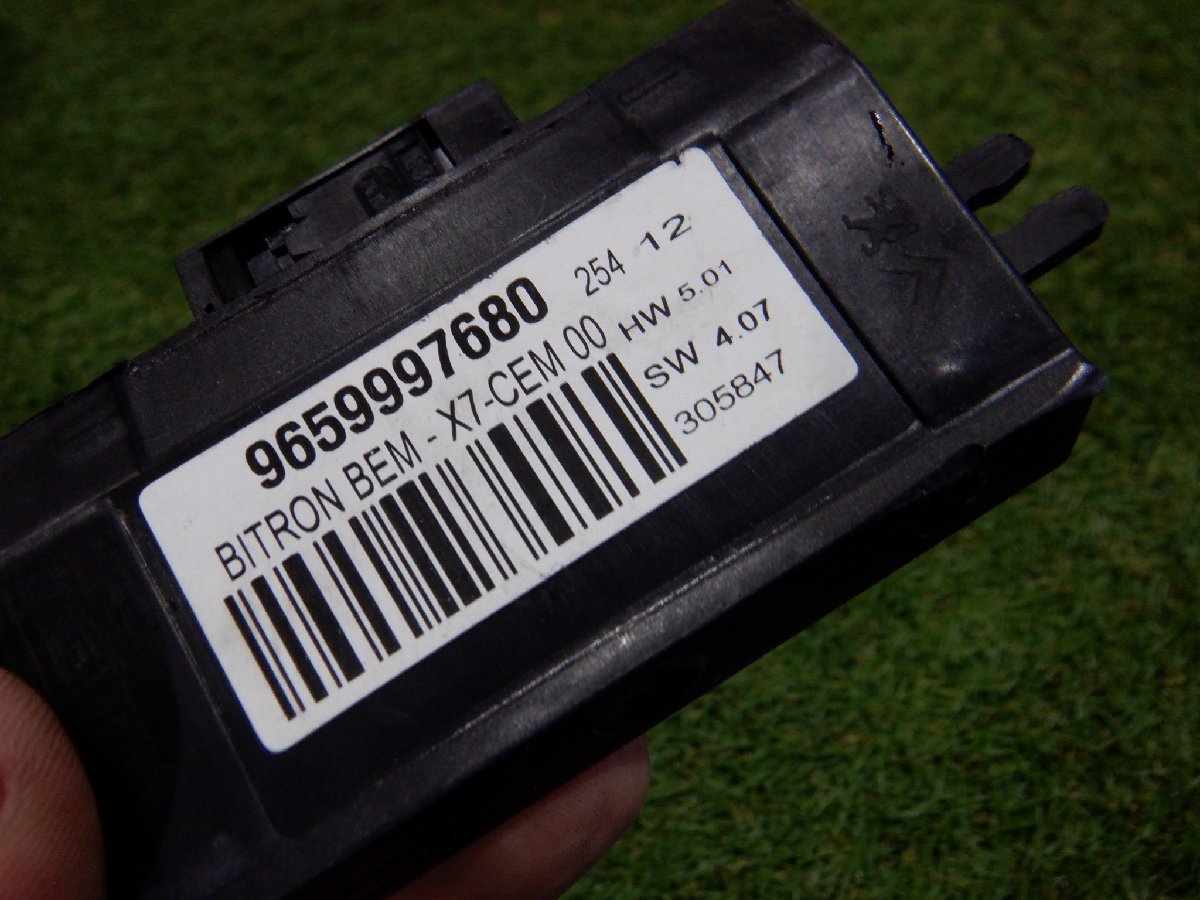 9659997680 254 12
BITRON BEM - X7-CEM 00 HW 5.01
SW 4.07
305847